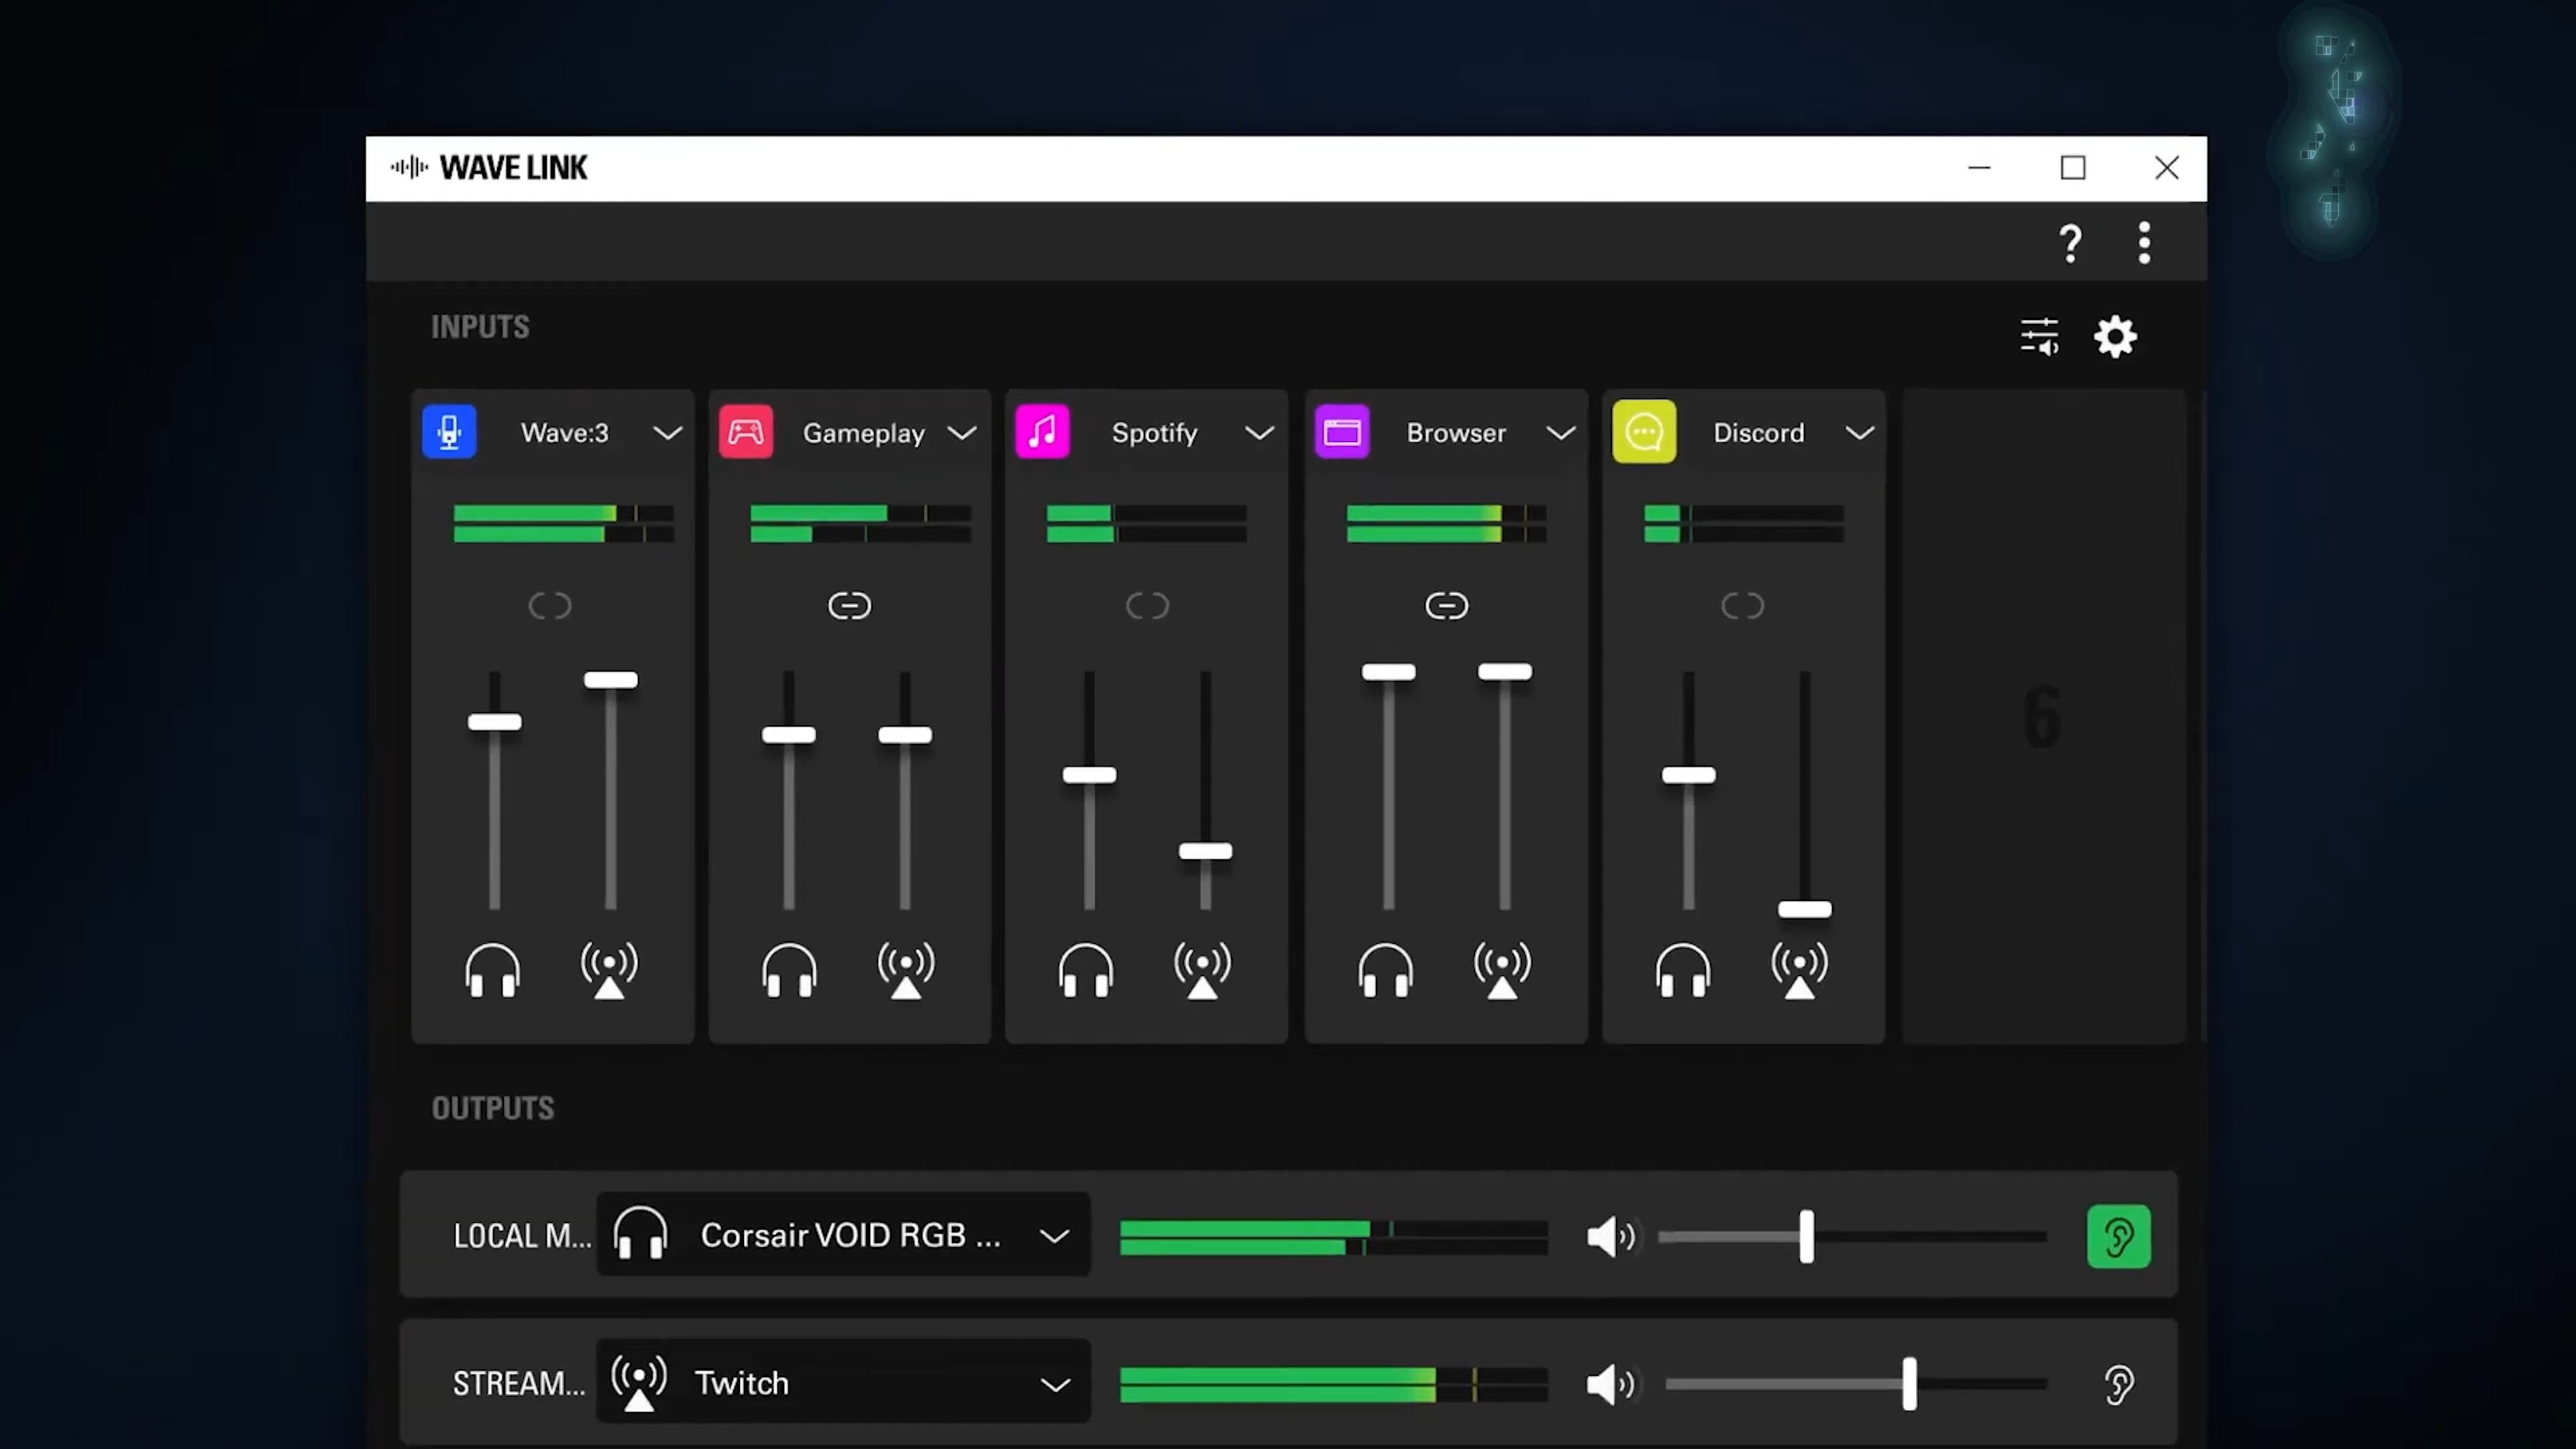 WAVE LINK
?
INPUTS
Wave:3
Gameplay
Spotify
Browser
Discord
6
OUTPUTS
LOCAL M... Corsair VOID RGB ...
STREAM... Twitch